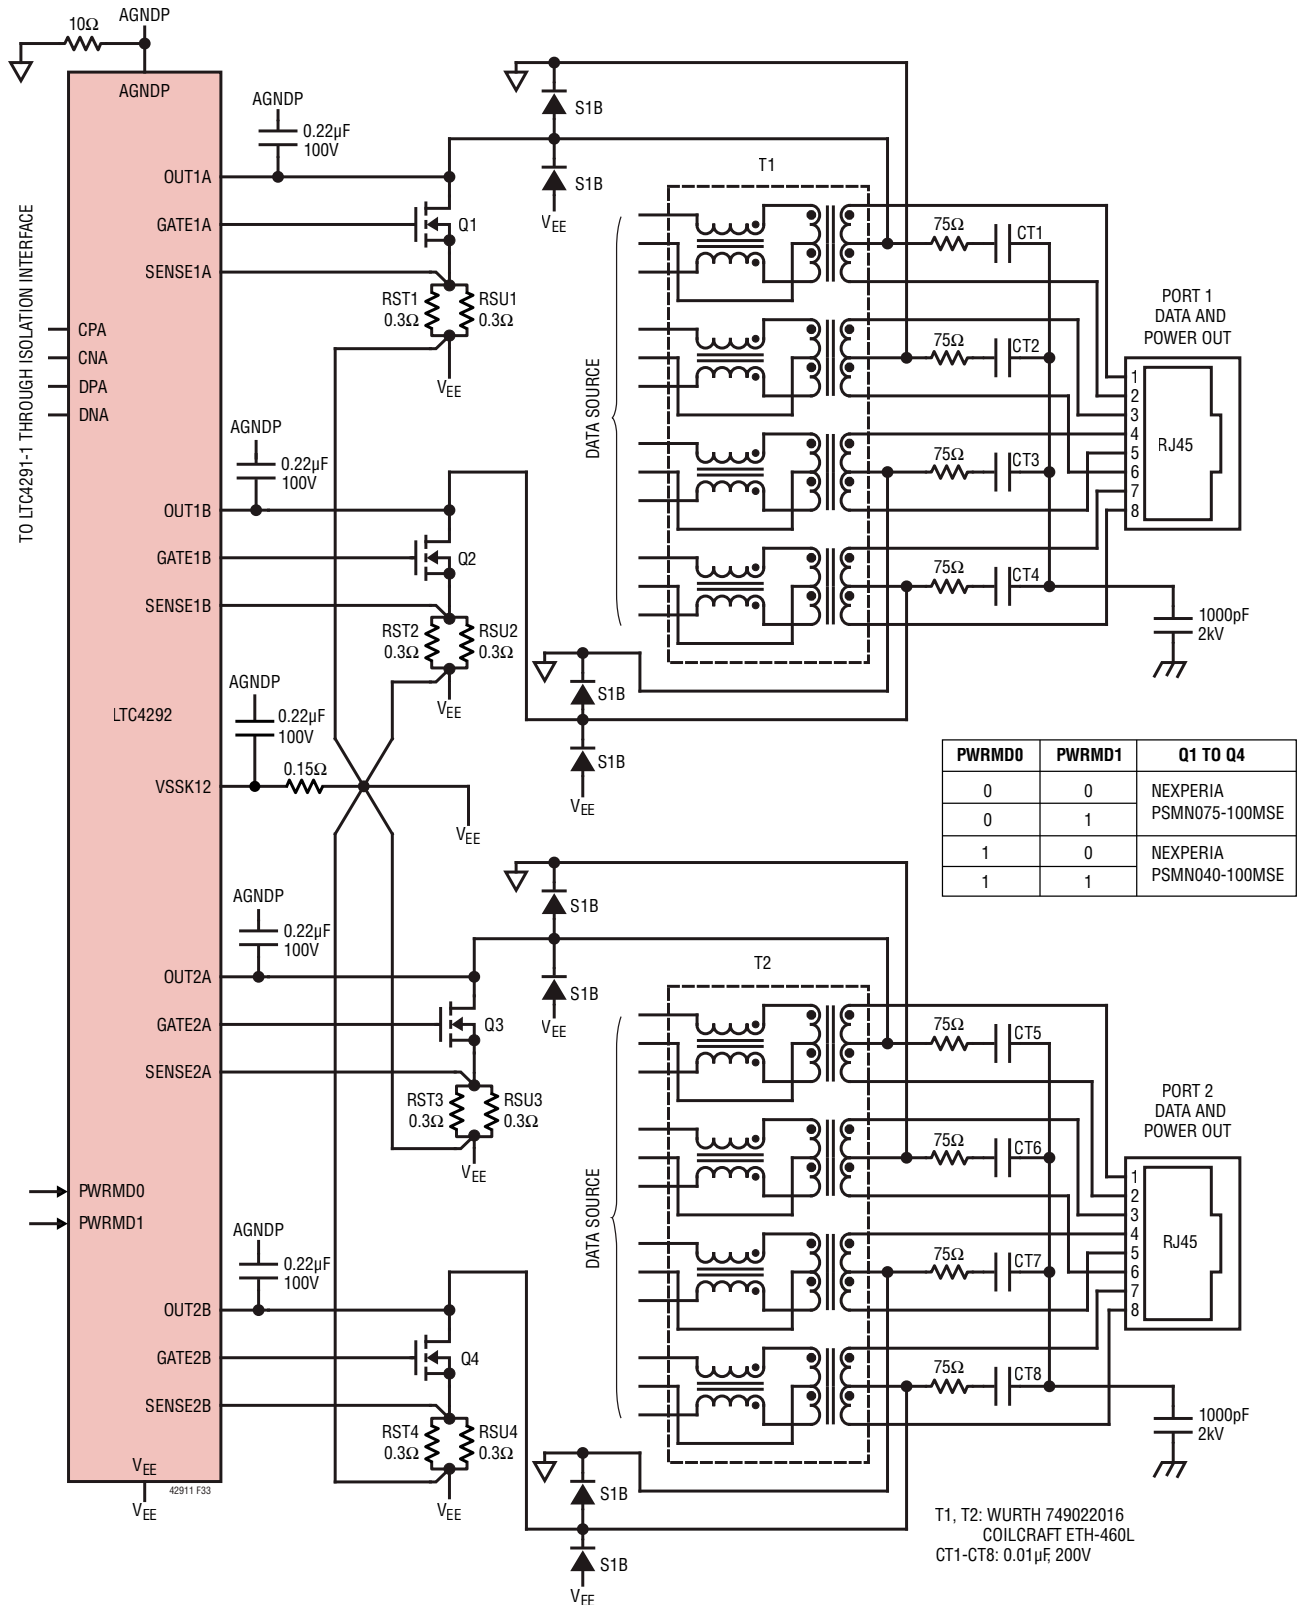 10Ω
AGNDP
AGNDP
AGNDP
0.22µF
100V
S1B
S1B
VEE
T1
OUT1A
GATE1A
Q1
SENSE1A
RST1
0.3Ω
RSU1
0.3Ω
VEE
TO LTC4291-1 THROUGH ISOLATION INTERFACE
CPA
CNA
DPA
DNA
DATA SOURCE
75Ω
CT1
75Ω
CT2
75Ω
CT3
75Ω
CT4
PORT 1
DATA AND
POWER OUT
1
2
3
4
5
6
7
8
RJ45
1000pF
2kV
AGNDP
0.22µF
100V
OUT1B
GATE1B
Q2
SENSE1B
RST2
0.3Ω
RSU2
0.3Ω
VEE
S1B
S1B
VEE
AGNDP
LTC4292
0.22µF
100V
0.15Ω
VSSK12
VEE
PWRMD0 PWRMD1 Q1 TO Q4
0 0 NEXPERIA
0 1 PSMN075-100MSE
1 0 NEXPERIA
1 1 PSMN040-100MSE
AGNDP
0.22µF
100V
S1B
S1B
VEE
T2
OUT2A
GATE2A
Q3
SENSE2A
RST3
0.3Ω
RSU3
0.3Ω
VEE
PWRMD0
PWRMD1
DATA SOURCE
75Ω
CT5
75Ω
CT6
75Ω
CT7
75Ω
CT8
PORT 2
DATA AND
POWER OUT
1
2
3
4
5
6
7
8
RJ45
1000pF
2kV
AGNDP
0.22µF
100V
OUT2B
GATE2B
Q4
SENSE2B
RST4
0.3Ω
RSU4
0.3Ω
VEE
VEE
42911 F33
VEE
S1B
S1B
VEE
T1, T2: WURTH 749022016
COILCRAFT ETH-460L
CT1-CT8: 0.01µF, 200V